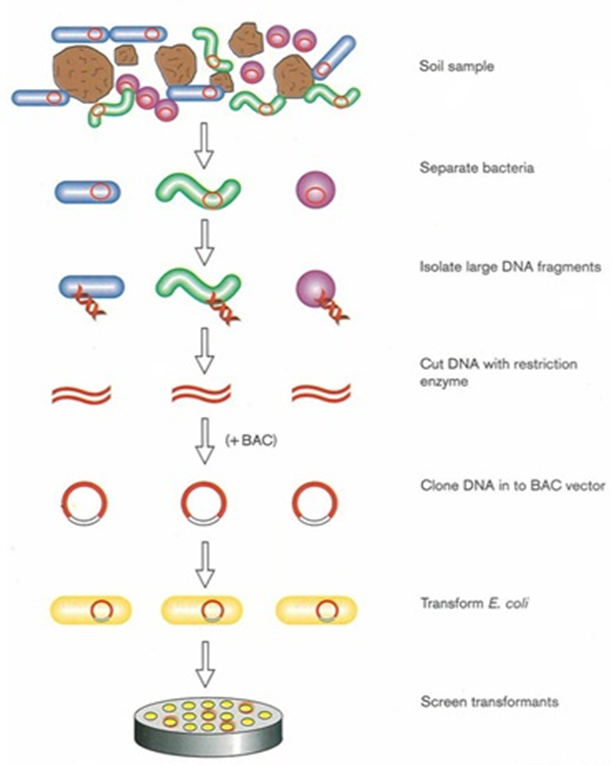 Soil sample
Separate bacteria
Isolate large DNA fragments
Cut DNA with restriction
enzyme
(+ BAC)
Clone DNA in to BAC vector
Transform E. coli
Screen transformants